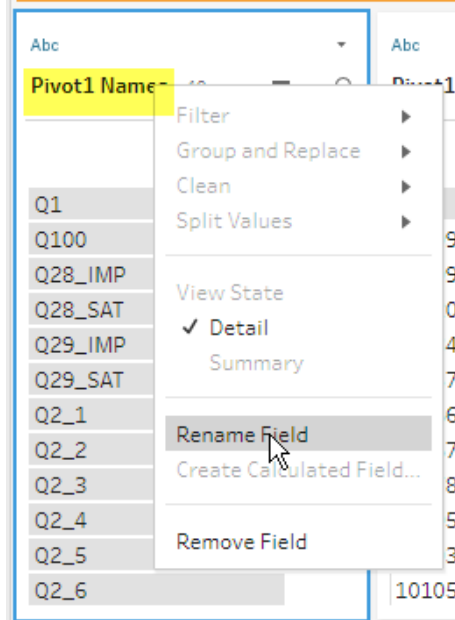 Abc
Abc
Pivot1 Names
Filter
Group and Replace
Clean
Split Values
View State
✓ Detail
Summary
Rename Field
Create Calculated Field...
Remove Field
Q1
Q100
Q28_IMP
Q28_SAT
Q29_IMP
Q29_SAT
Q2_1
Q2_2
Q2_3
Q2_4
Q2_5
Q2_6
10105